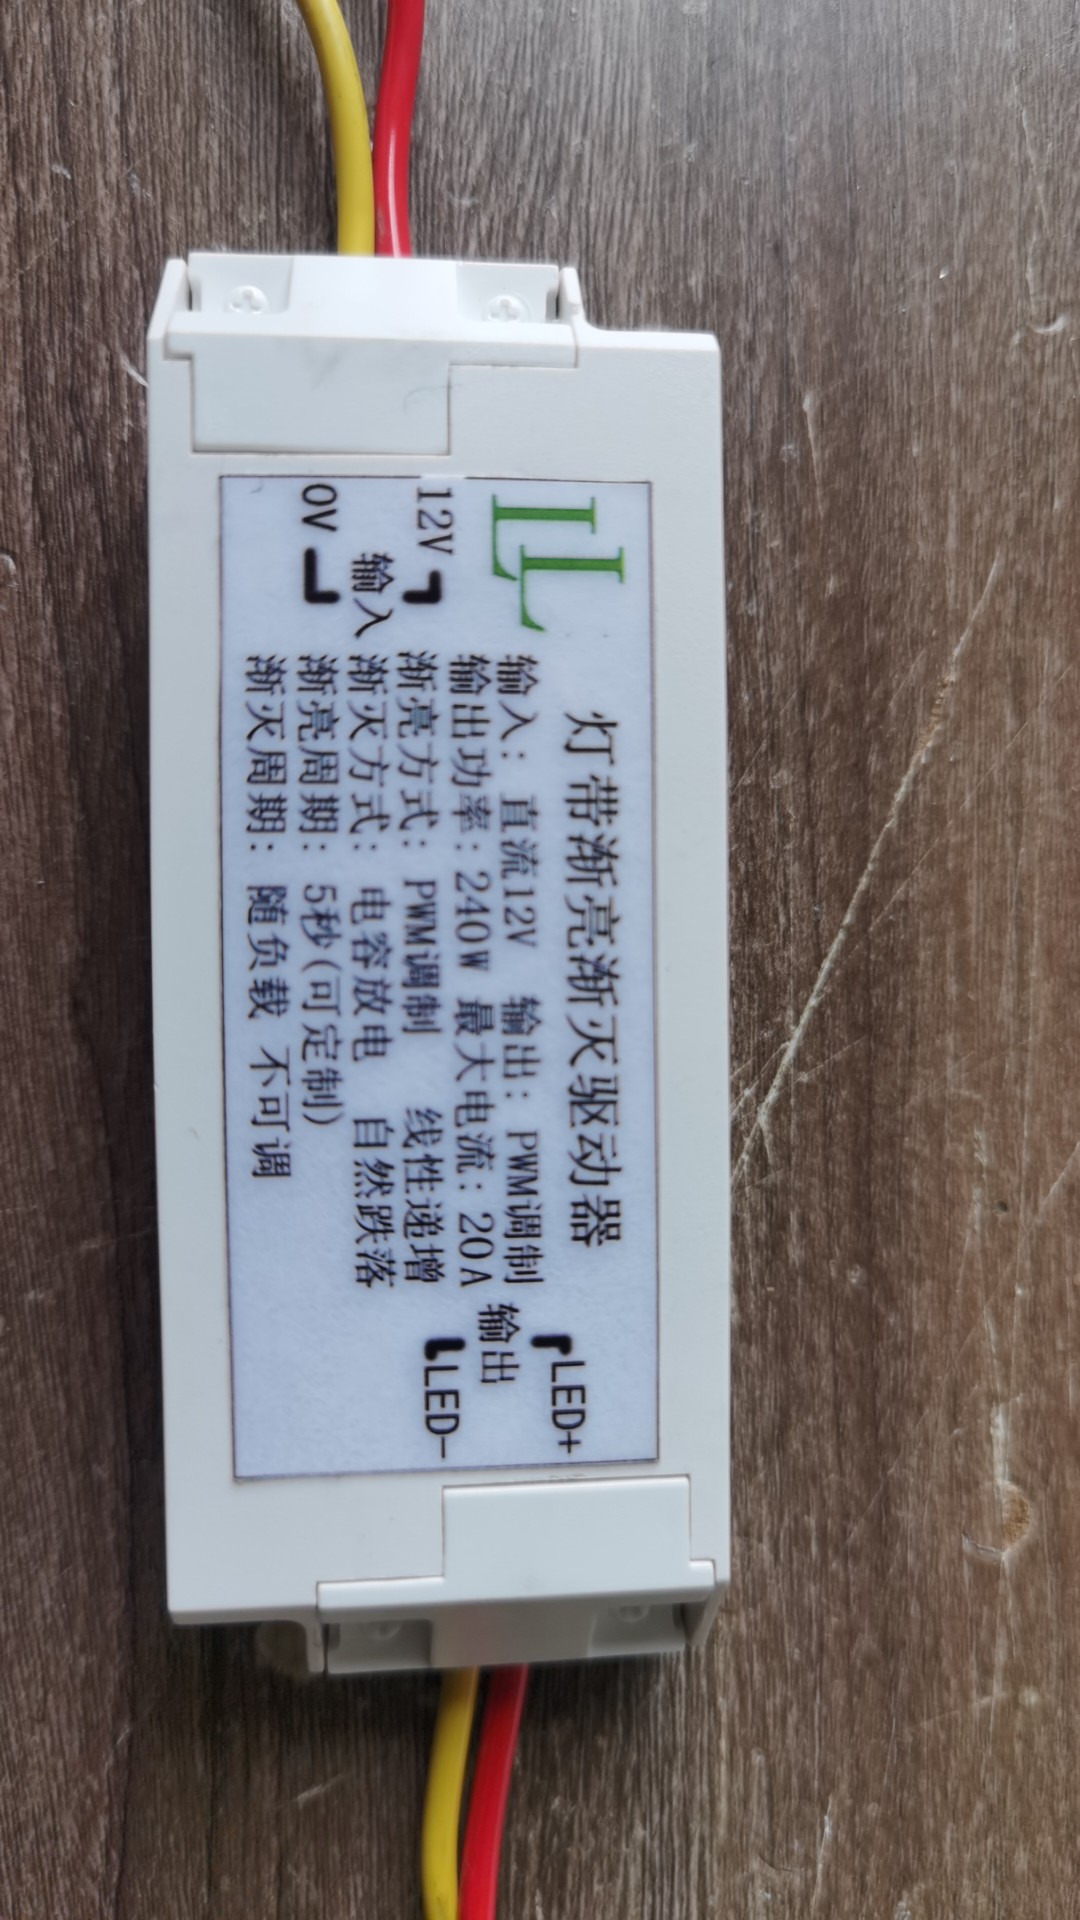 LL
灯带渐亮渐灭驱动器
输入: 直流12V 输出: PWM调制
输出功率: 240W 最大电流: 20A
渐亮方式: PWM调制 线性递增
渐灭方式: 电容放电 自然跌落
渐亮周期: 5秒(可定制)
渐灭周期: 随负载 不可调
12V
输入
0V
LED+
输出
LED-